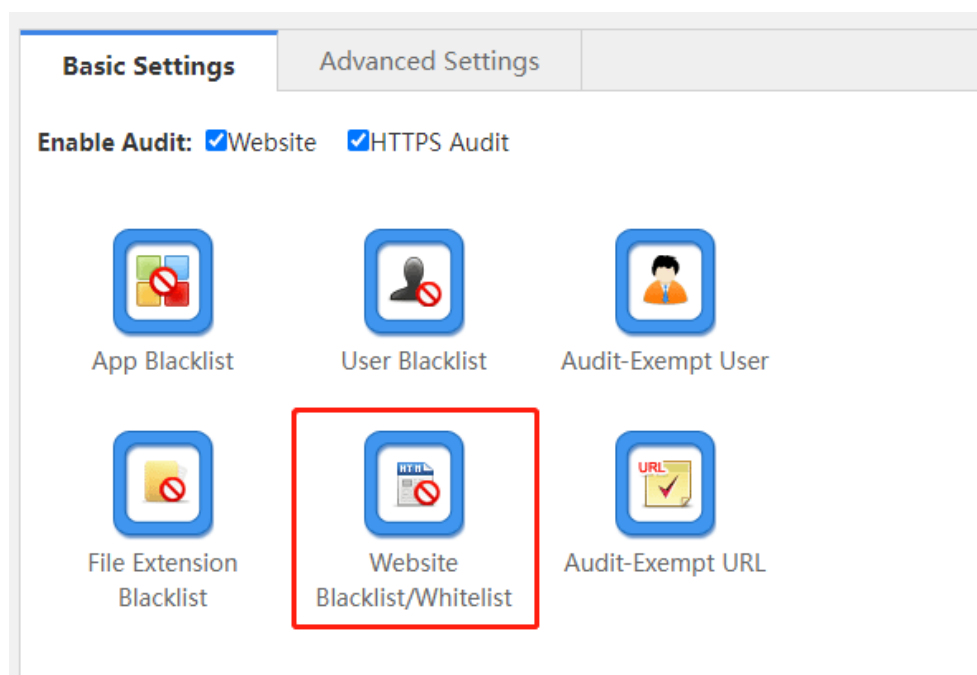 Basic Settings
Advanced Settings
Enable Audit: Website HTTPS Audit
App Blacklist
User Blacklist
Audit-Exempt User
HTML
URL
File Extension
Blacklist
Website
Blacklist/Whitelist
Audit-Exempt URL